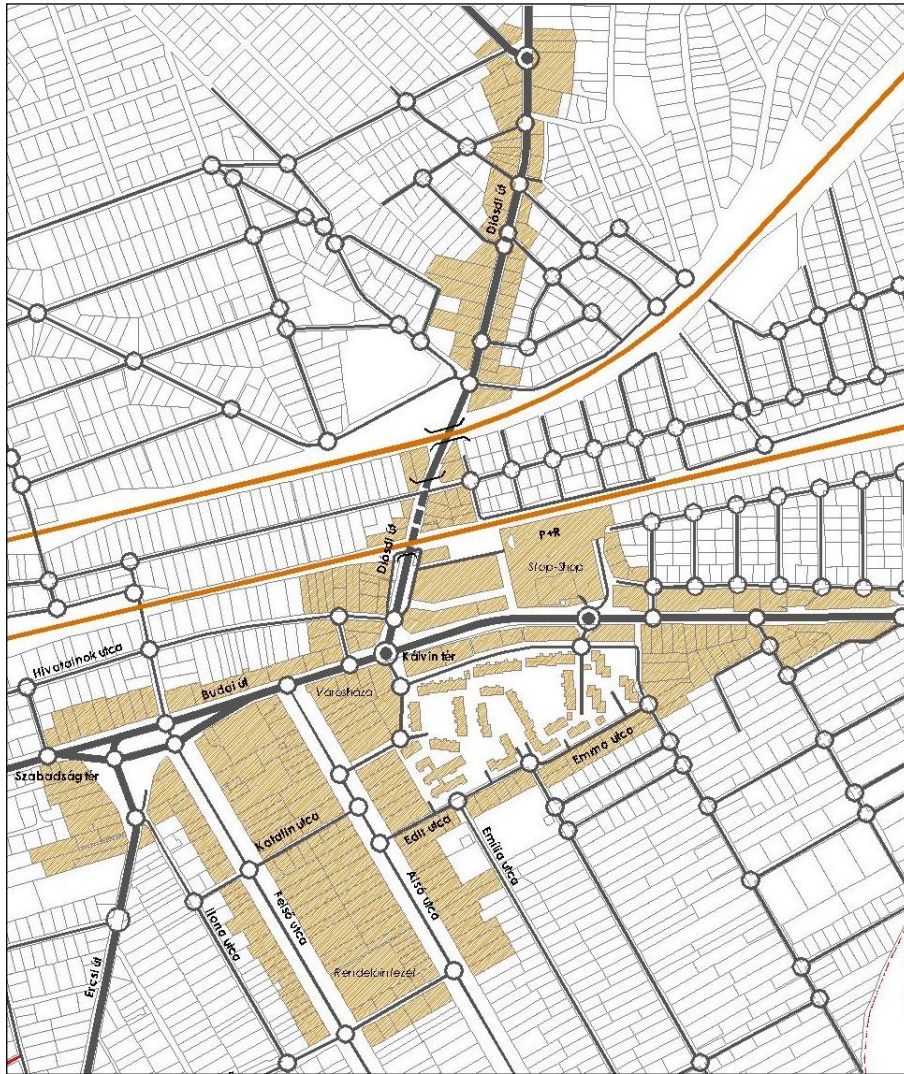 Diósdi út
Diósdi út
P+R
Stop-Shop
Hivatalnok utca
Kálvin tér
Budai út
Városháza
Szabadság tér
Emma utca
Katalin utca
Edit utca
Emília utca
Ilona utca
Felső utca
Alsó utca
Rendelőintézet
Ercsi út